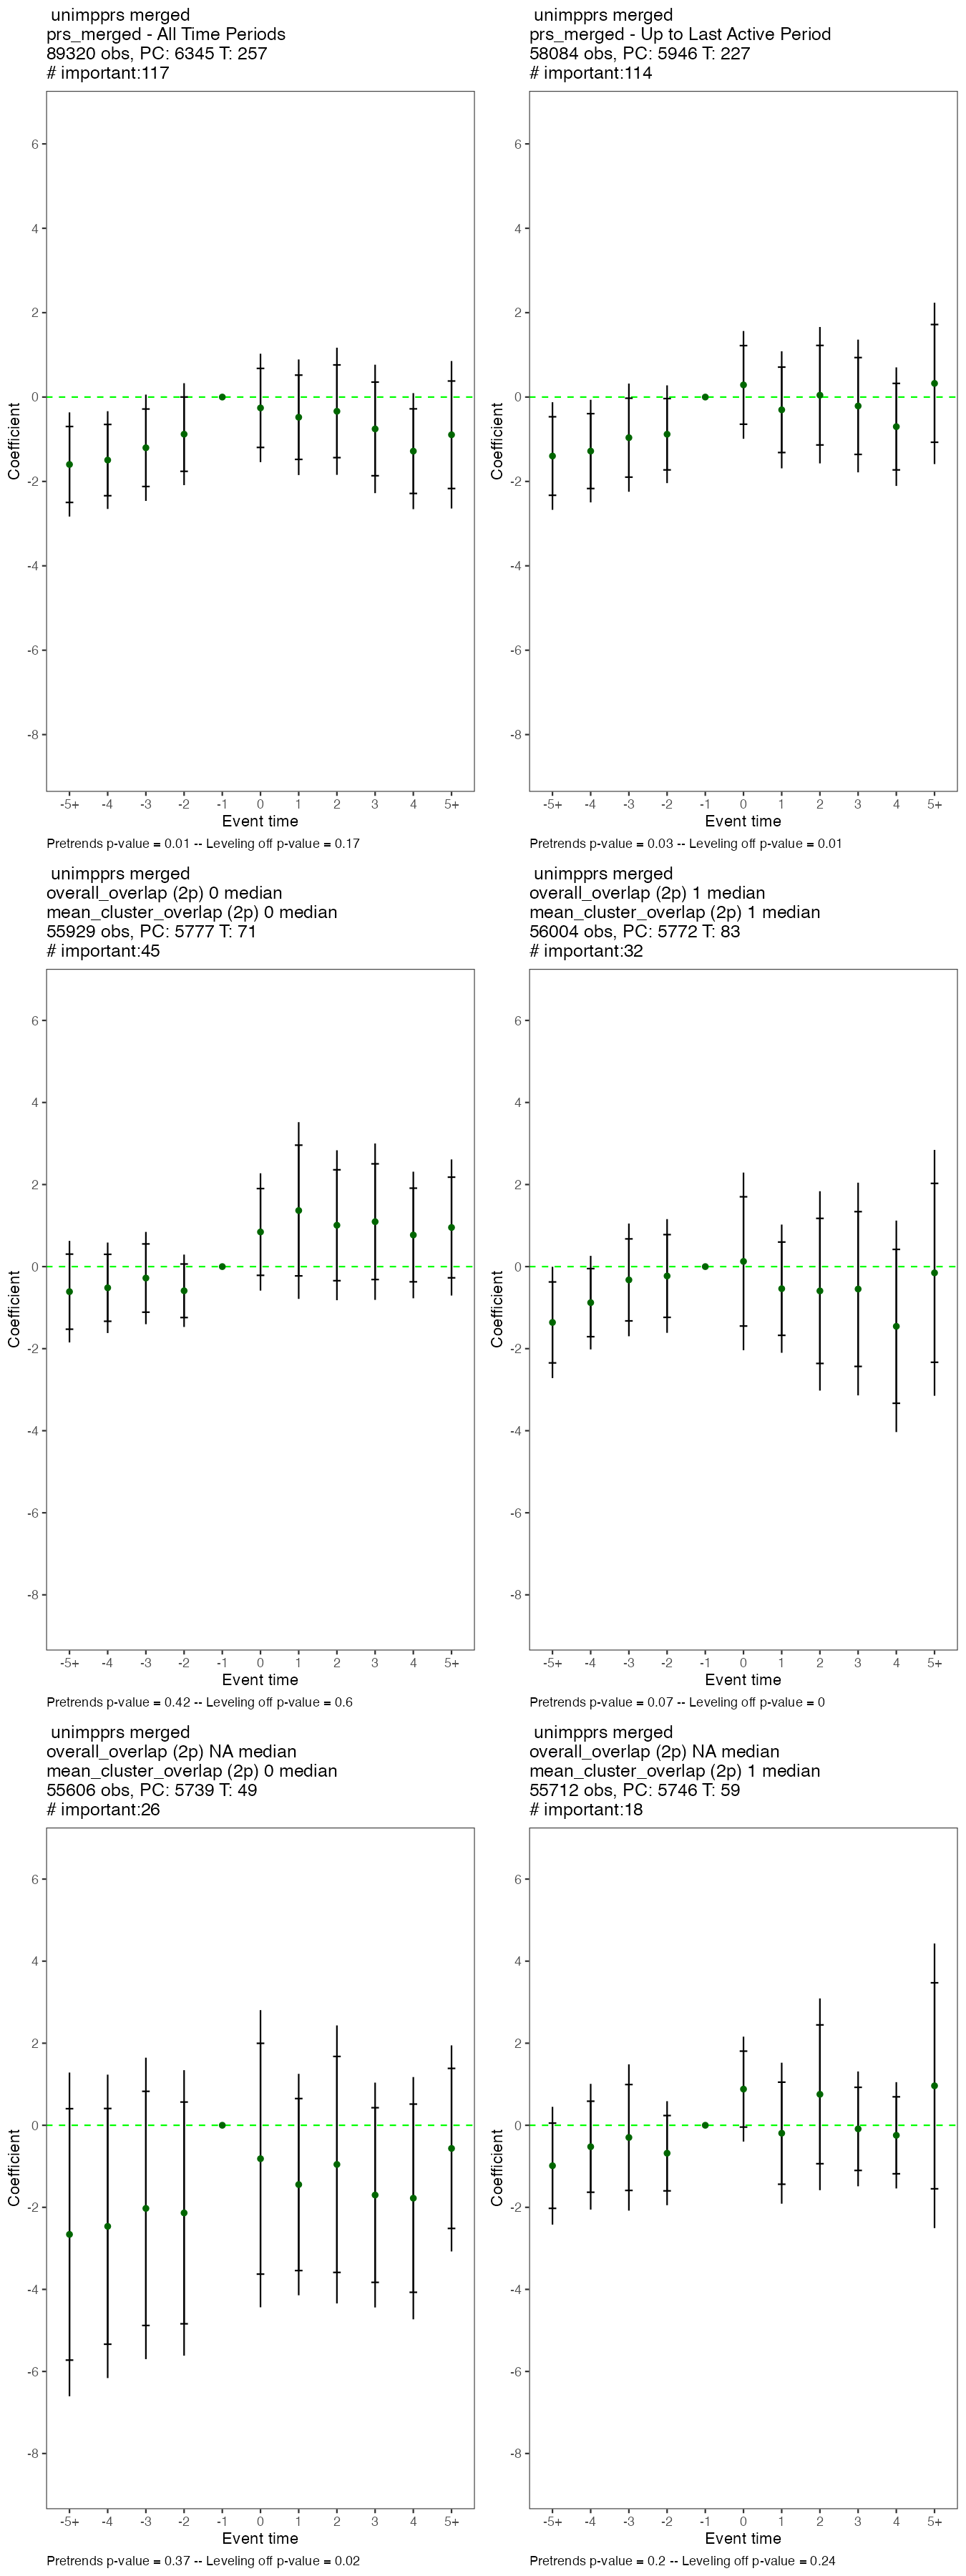 unimpprs merged
prs_merged - All Time Periods
89320 obs, PC: 6345 T: 257
# important:117
6
4
2
0
-2
-4
-6
-8
Coefficient
-5+ -4 -3 -2 -1 0 1 2 3 4 5+
Event time
Pretrends p-value = 0.01 -- Leveling off p-value = 0.17
unimpprs merged
prs_merged - Up to Last Active Period
58084 obs, PC: 5946 T: 227
# important:114
6
4
2
0
-2
-4
-6
-8
Coefficient
-5+ -4 -3 -2 -1 0 1 2 3 4 5+
Event time
Pretrends p-value = 0.03 -- Leveling off p-value = 0.01
unimpprs merged
overall_overlap (2p) 0 median
mean_cluster_overlap (2p) 0 median
55929 obs, PC: 5777 T: 71
# important:45
6
4
2
0
-2
-4
-6
-8
Coefficient
-5+ -4 -3 -2 -1 0 1 2 3 4 5+
Event time
Pretrends p-value = 0.42 -- Leveling off p-value = 0.6
unimpprs merged
overall_overlap (2p) 1 median
mean_cluster_overlap (2p) 1 median
56004 obs, PC: 5772 T: 83
# important:32
6
4
2
0
-2
-4
-6
-8
Coefficient
-5+ -4 -3 -2 -1 0 1 2 3 4 5+
Event time
Pretrends p-value = 0.07 -- Leveling off p-value = 0
unimpprs merged
overall_overlap (2p) NA median
mean_cluster_overlap (2p) 0 median
55606 obs, PC: 5739 T: 49
# important:26
6
4
2
0
-2
-4
-6
-8
Coefficient
-5+ -4 -3 -2 -1 0 1 2 3 4 5+
Event time
Pretrends p-value = 0.37 -- Leveling off p-value = 0.02
unimpprs merged
overall_overlap (2p) NA median
mean_cluster_overlap (2p) 1 median
55712 obs, PC: 5746 T: 59
# important:18
6
4
2
0
-2
-4
-6
-8
Coefficient
-5+ -4 -3 -2 -1 0 1 2 3 4 5+
Event time
Pretrends p-value = 0.2 -- Leveling off p-value = 0.24